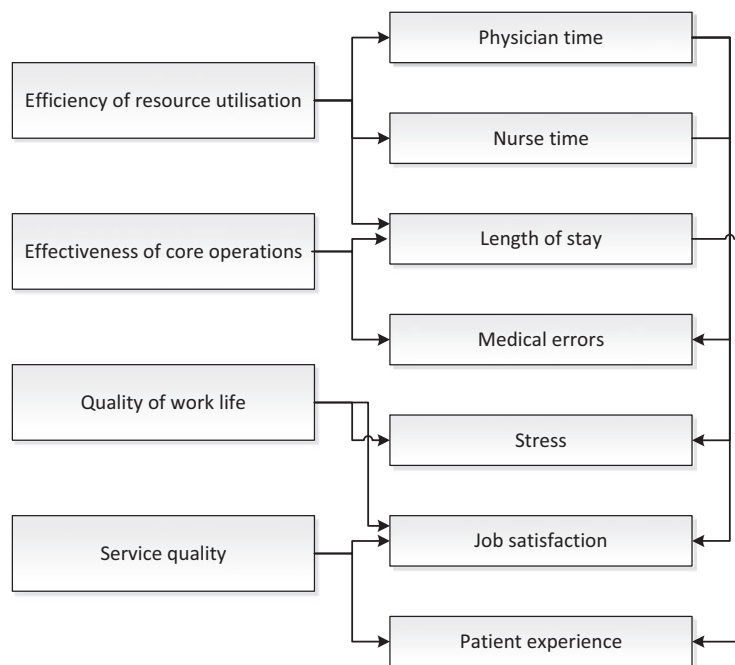 Physician time
Efficiency of resource utilisation
Nurse time
Effectiveness of core operations
Length of stay
Medical errors
Quality of work life
Stress
Service quality
Job satisfaction
Patient experience